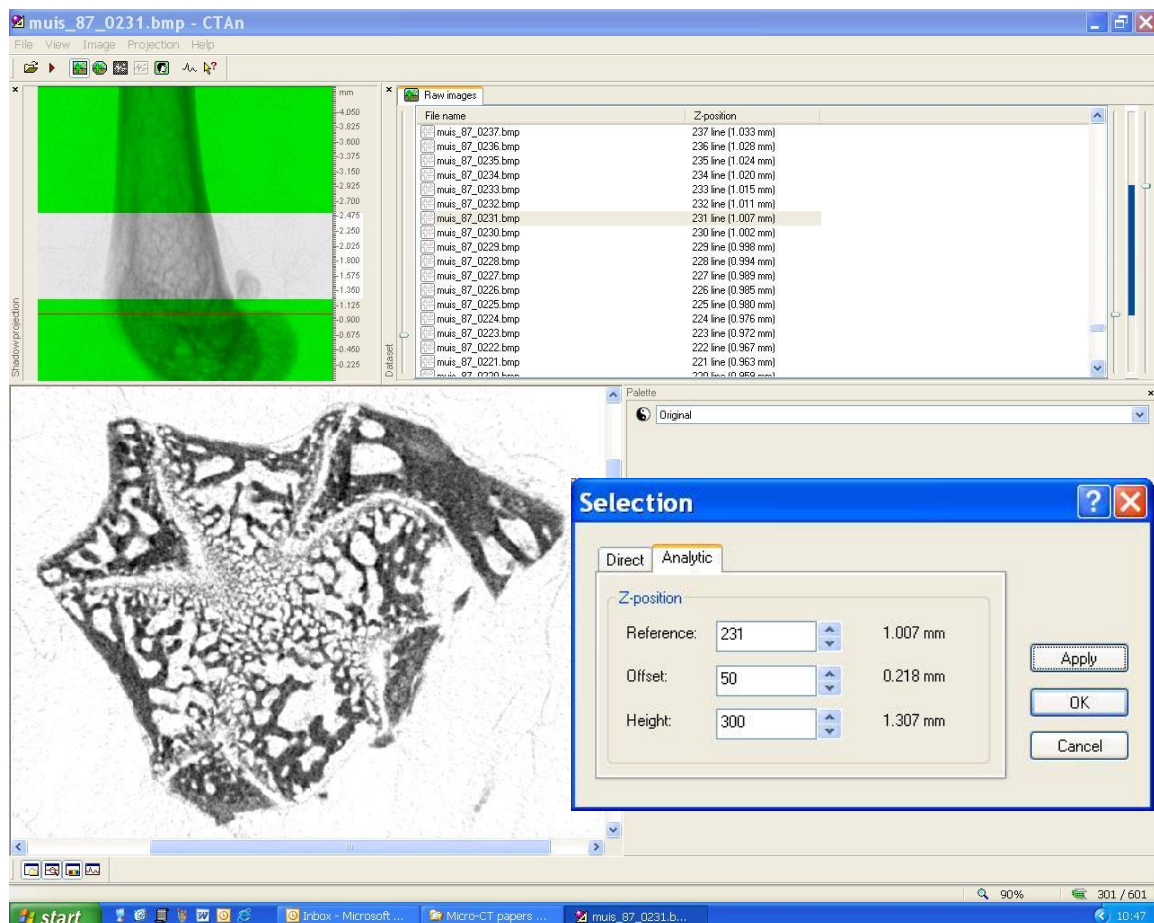 muis_87_0231.bmp - CTAn
File View Image Projection Help
mm
4.050
3.825
3.600
3.375
3.150
2.925
2.700
2.475
2.250
2.025
1.800
1.575
1.350
1.125
0.900
0.675
0.450
0.225
Shadow projection
Dataset
Raw images
File name Z-position
muis_87_0237.bmp 237 line (1.033 mm)
muis_87_0236.bmp 236 line (1.028 mm)
muis_87_0235.bmp 235 line (1.024 mm)
muis_87_0234.bmp 234 line (1.020 mm)
muis_87_0233.bmp 233 line (1.015 mm)
muis_87_0232.bmp 232 line (1.011 mm)
muis_87_0231.bmp 231 line (1.007 mm)
muis_87_0230.bmp 230 line (1.002 mm)
muis_87_0229.bmp 229 line (0.998 mm)
muis_87_0228.bmp 228 line (0.994 mm)
muis_87_0227.bmp 227 line (0.989 mm)
muis_87_0226.bmp 226 line (0.985 mm)
muis_87_0225.bmp 225 line (0.980 mm)
muis_87_0224.bmp 224 line (0.976 mm)
muis_87_0223.bmp 223 line (0.972 mm)
muis_87_0222.bmp 222 line (0.967 mm)
muis_87_0221.bmp 221 line (0.963 mm)
muis_87_0220.bmp 220 line (0.959 mm)
Palette
Original
Selection
Direct Analytic
Z-position
Reference: 231 1.007 mm
Offset: 50 0.218 mm
Height: 300 1.307 mm
Apply
OK
Cancel
90% 301 / 601
start Inbox - Microsoft ... Micro-CT papers ... muis_87_0231.b... 10:47